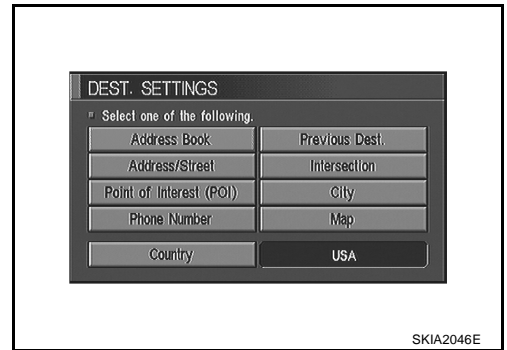 DEST. SETTINGS
Select one of the following.
Address Book
Previous Dest.
Address/Street
Intersection
Point of Interest (POI)
City
Phone Number
Map
Country
USA
SKIA2046E